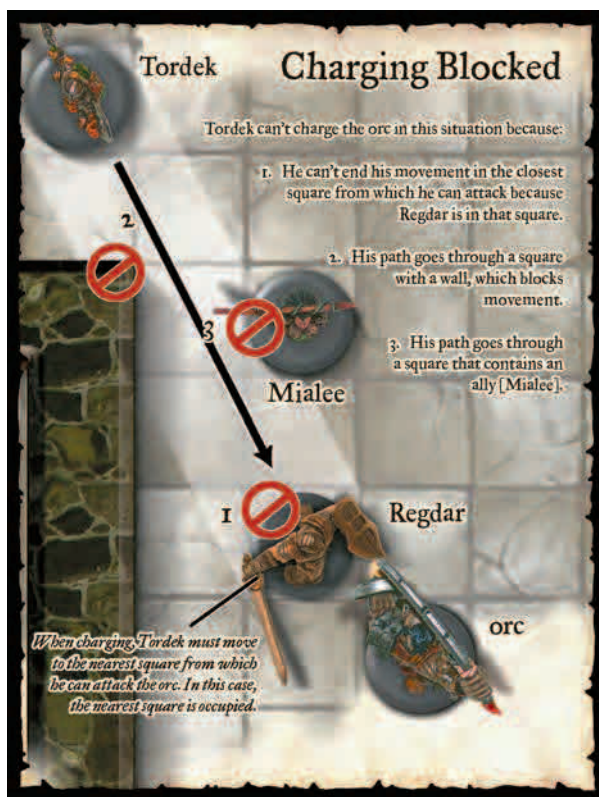 Tordek
Charging Blocked
Tordek can't charge the orc in this situation because:
1. He can't end his movement in the closest
square from which he can attack because
Regdar is in that square.
2
2. His path goes through a square
with a wall, which blocks
movement.
3
3. His path goes through
a square that contains an
ally [Mialee].
Mialee
1
Regdar
orc
When charging, Tordek must move
to the nearest square from which
he can attack the orc. In this case,
the nearest square is occupied.